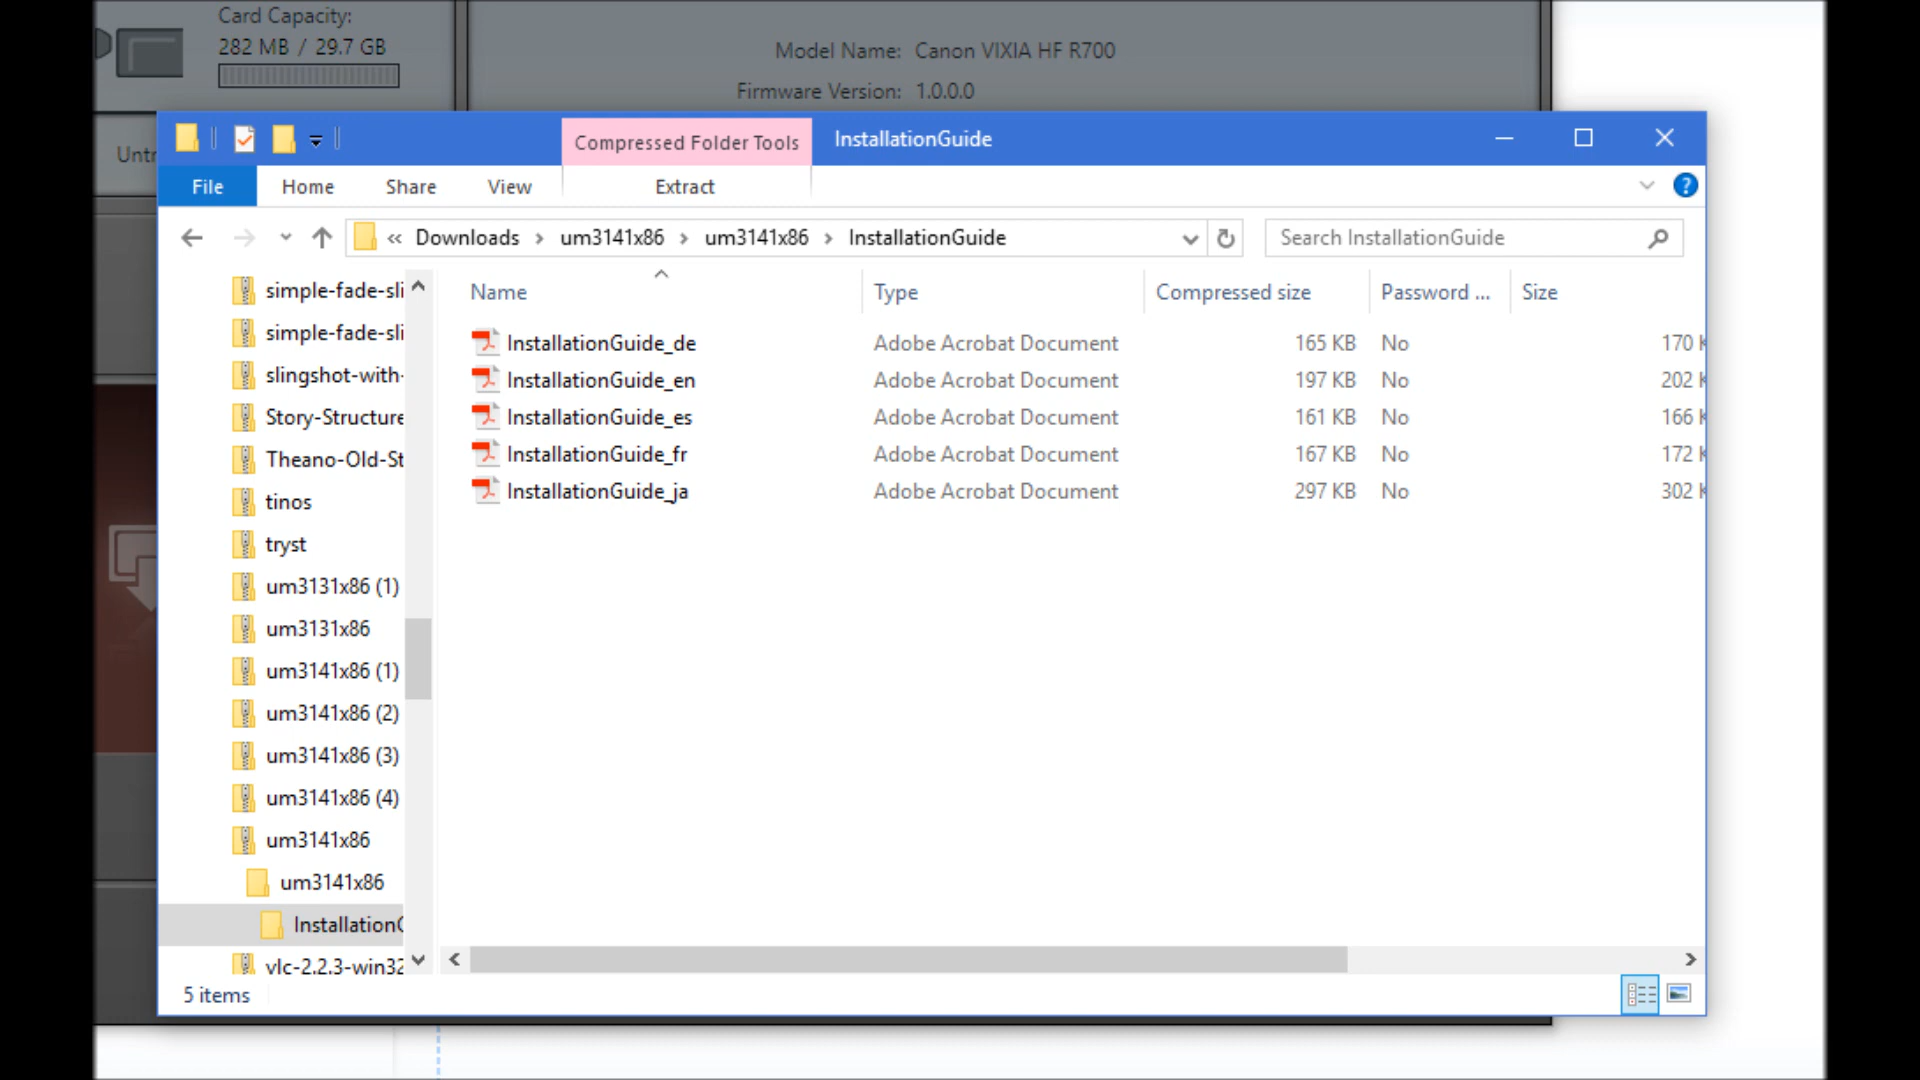 Card Capacity:
282 MB / 29.7 GB
Model Name: Canon VIXIA HF R700
Firmware Version: 1.0.0.0
Compressed Folder Tools
InstallationGuide
File Home Share View Extract
« Downloads > um3141x86 > um3141x86 > InstallationGuide
Search InstallationGuide
Name Type Compressed size Password ... Size
InstallationGuide_de Adobe Acrobat Document 165 KB No 170 K
InstallationGuide_en Adobe Acrobat Document 197 KB No 202 K
InstallationGuide_es Adobe Acrobat Document 161 KB No 166 K
InstallationGuide_fr Adobe Acrobat Document 167 KB No 172 K
InstallationGuide_ja Adobe Acrobat Document 297 KB No 302 K
simple-fade-sli
simple-fade-sli
slingshot-with-
Story-Structure
Theano-Old-St
tinos
tryst
um3131x86 (1)
um3131x86
um3141x86 (1)
um3141x86 (2)
um3141x86 (3)
um3141x86 (4)
um3141x86
um3141x86
Installation
vlc-2.2.3-win32
5 items